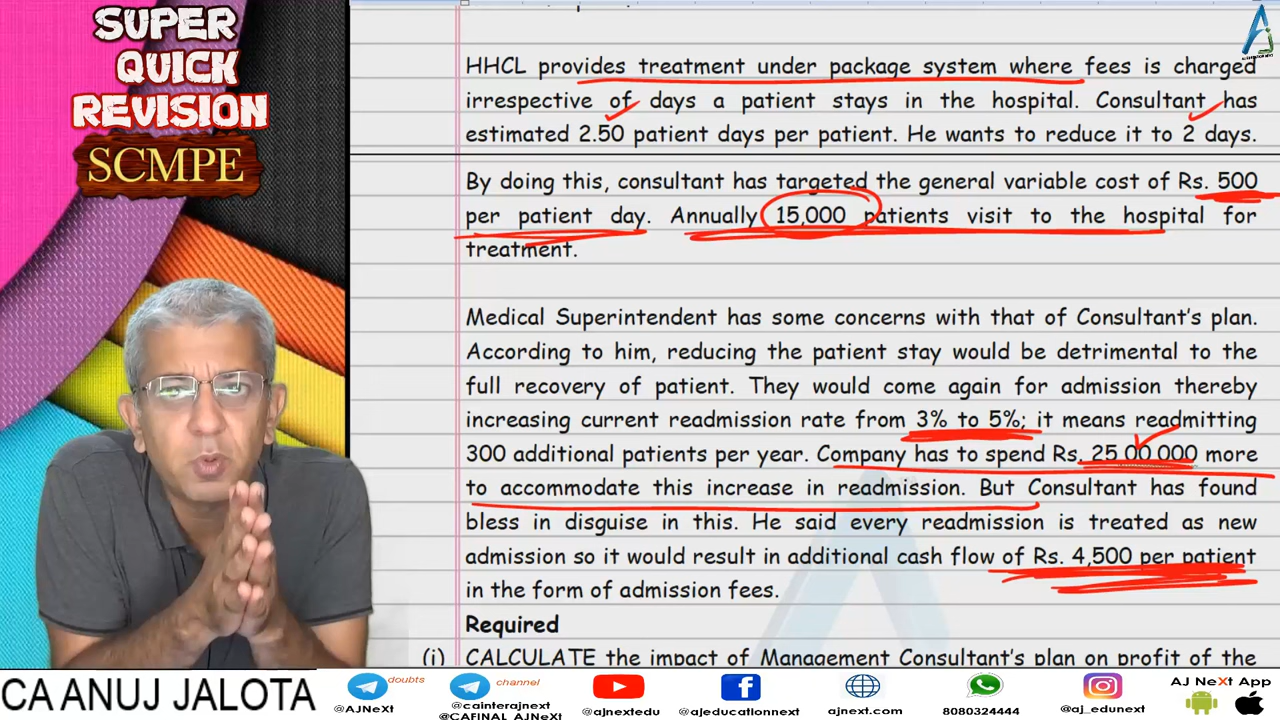 SUPER
QUICK
REVISION
SCMPE
HHCL provides treatment under package system where fees is charged
irrespective of days a patient stays in the hospital. Consultant has
estimated 2.50 patient days per patient. He wants to reduce it to 2 days.
By doing this, consultant has targeted the general variable cost of Rs. 500
per patient day. Annually 15,000 patients visit to the hospital for
treatment.
Medical Superintendent has some concerns with that of Consultant's plan.
According to him, reducing the patient stay would be detrimental to the
full recovery of patient. They would come again for admission thereby
increasing current readmission rate from 3% to 5%; it means readmitting
300 additional patients per year. Company has to spend Rs. 25,00,000 more
to accommodate this increase in readmission. But Consultant has found
bless in disguise in this. He said every readmission is treated as new
admission so it would result in additional cash flow of Rs. 4,500 per patient
in the form of admission fees.
Required
(i) CALCULATE the impact of Management Consultant's plan on profit of the
CA ANUJ JALOTA
doubts
@AJNeXt
channel
@cainterajnext
@CAFINAL_AJNeXt
@ajnextedu
@ajeducationnext
ajnext.com
8080324444
@aj_edunext
AJ NeXt App